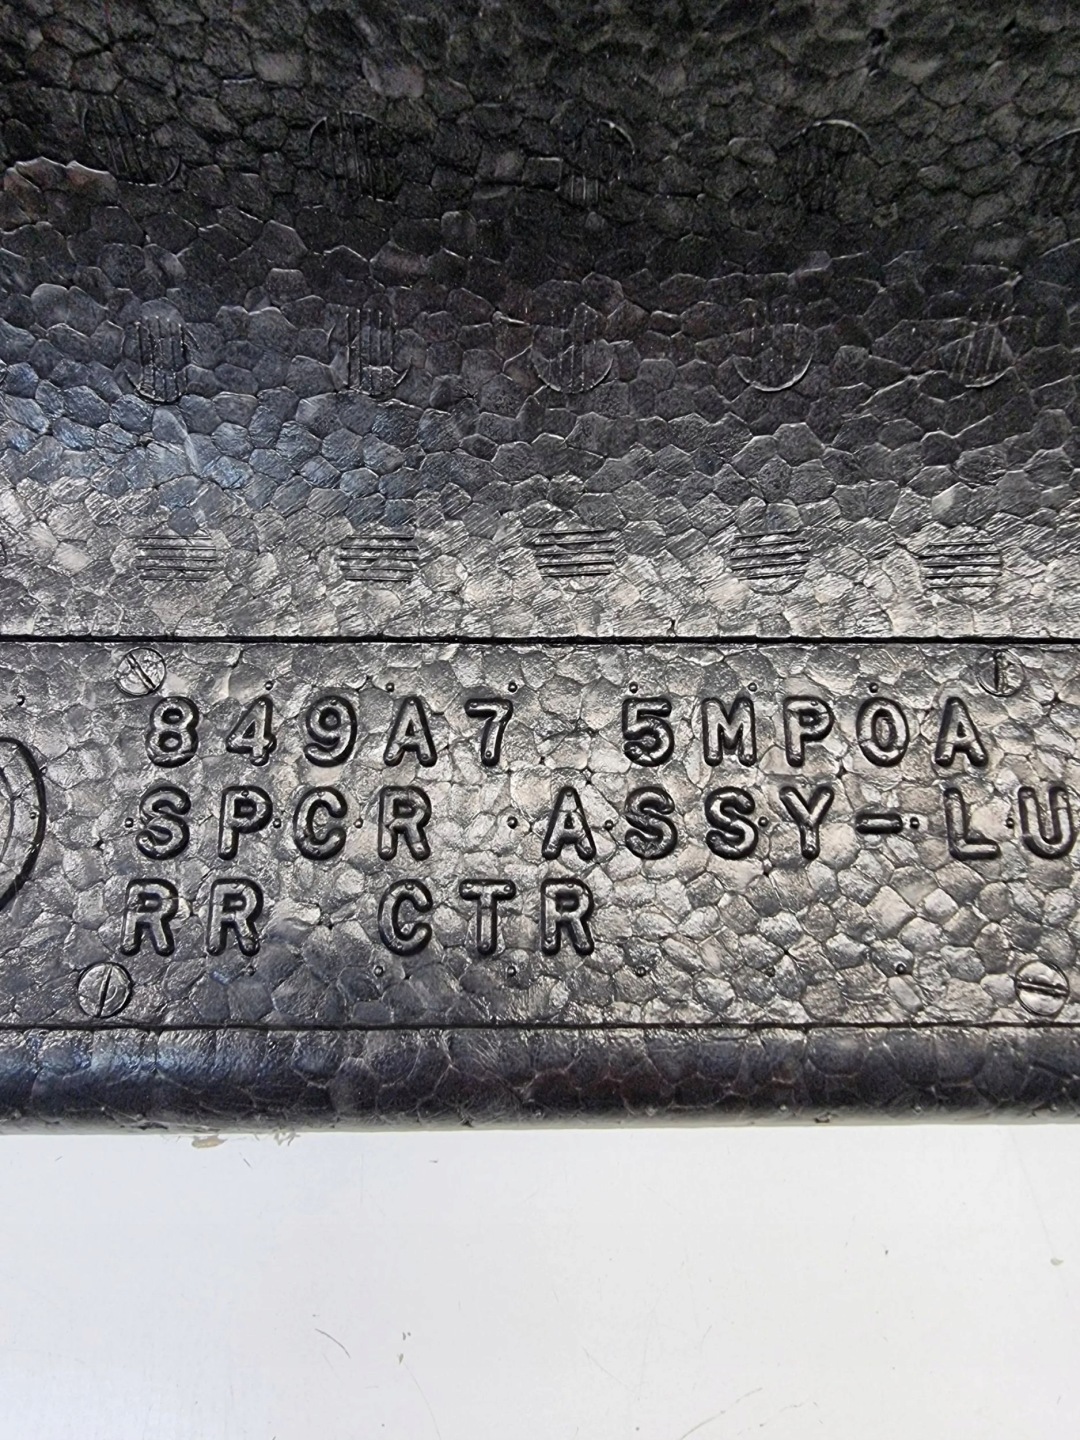 849A7 5MP0A
SPCR ASSY-LU
RR CTR